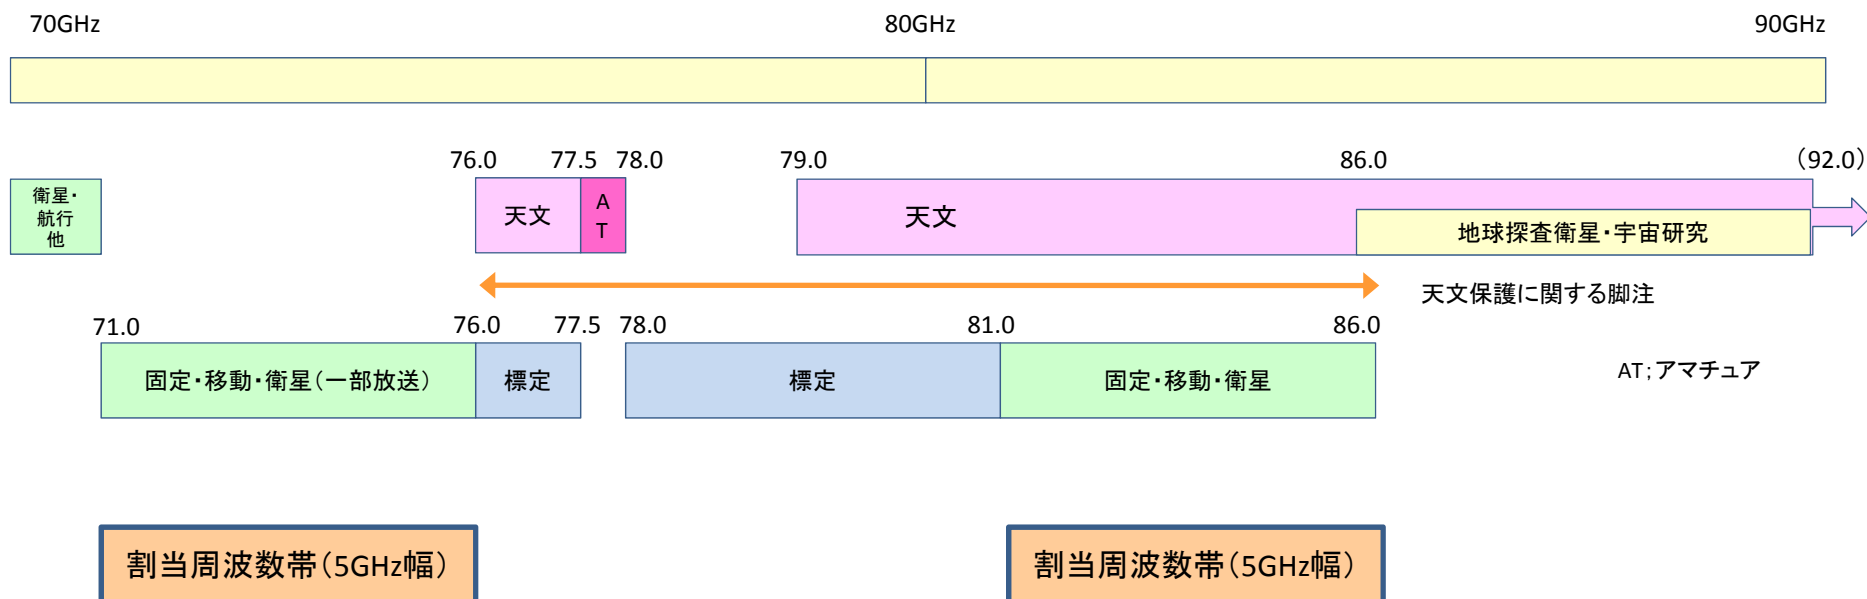 70GHz 80GHz 90GHz
76.0 77.5 78.0 79.0 86.0 (92.0)
衛星・
航行
他
天文
A
T
天文
地球探査衛星・宇宙研究
天文保護に関する脚注
71.0 76.0 77.5 78.0 81.0 86.0
固定・移動・衛星(一部放送) 標定 標定 固定・移動・衛星
AT;アマチュア
割当周波数帯(5GHz幅) 割当周波数帯(5GHz幅)